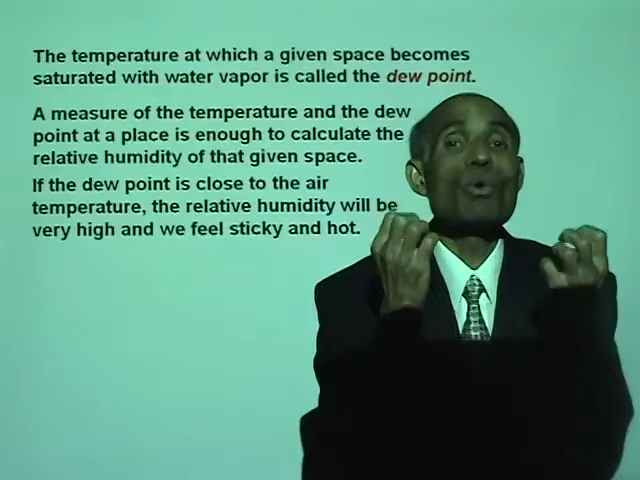 The temperature at which a given space becomes
saturated with water vapor is called the dew point.
A measure of the temperature and the dew
point at a place is enough to calculate the
relative humidity of that given space.
If the dew point is close to the air
temperature, the relative humidity will be
very high and we feel sticky and hot.